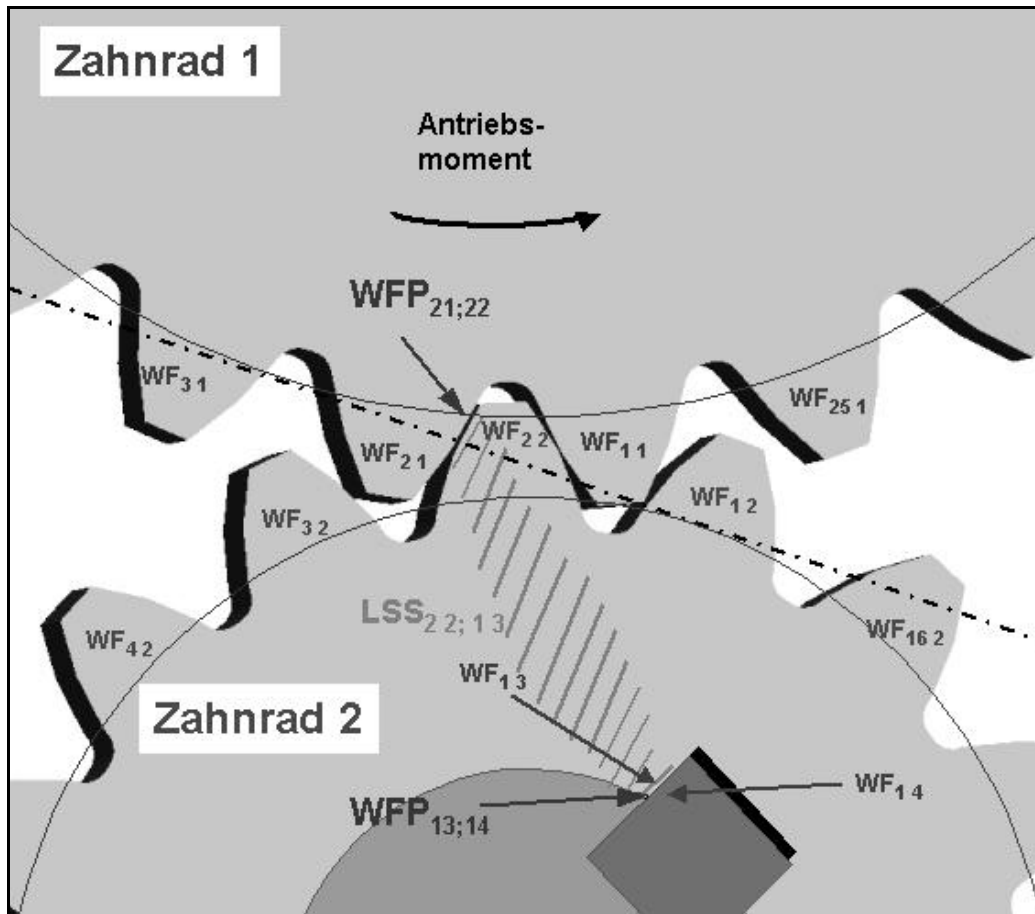 Zahnrad 1
Antriebs-
moment
WFP21;22
WF3 1
WF25 1
WF2 1
WF2 2
WF1 1
WF3 2
WF1 2
LSS2 2; 1 3
WF4 2
WF16 2
WF1 3
Zahnrad 2
WF1 4
WFP13;14